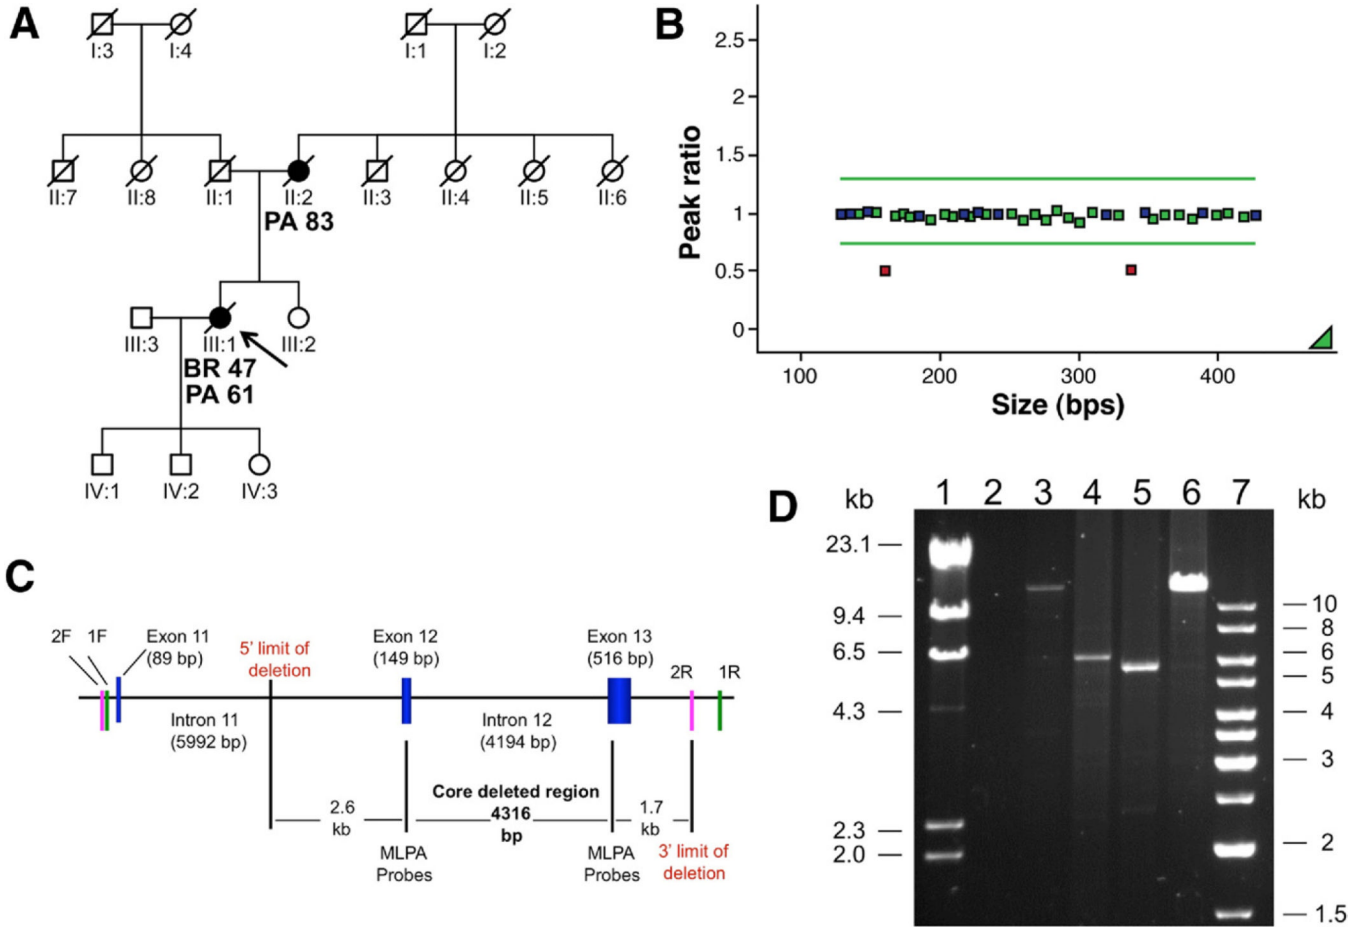 A
I:3
I:4
I:1
I:2
II:7
II:8
II:1
II:2
II:3
II:4
II:5
II:6
PA 83
III:3
III:1
III:2
BR 47
PA 61
IV:1
IV:2
IV:3
B
Peak ratio
2.5
2
1.5
1
0.5
0
100
200
300
400
Size (bps)
C
2F
1F
Exon 11
(89 bp)
5' limit of
deletion
Exon 12
(149 bp)
Exon 13
(516 bp)
2R
1R
Intron 11
(5992 bp)
Intron 12
(4194 bp)
2.6
kb
Core deleted region
4316
bp
1.7
kb
MLPA
Probes
MLPA
Probes
3' limit of
deletion
D
kb
1 2 3 4 5 6 7
kb
23.1
9.4
6.5
4.3
2.3
2.0
10
8
6
5
4
3
2
1.5